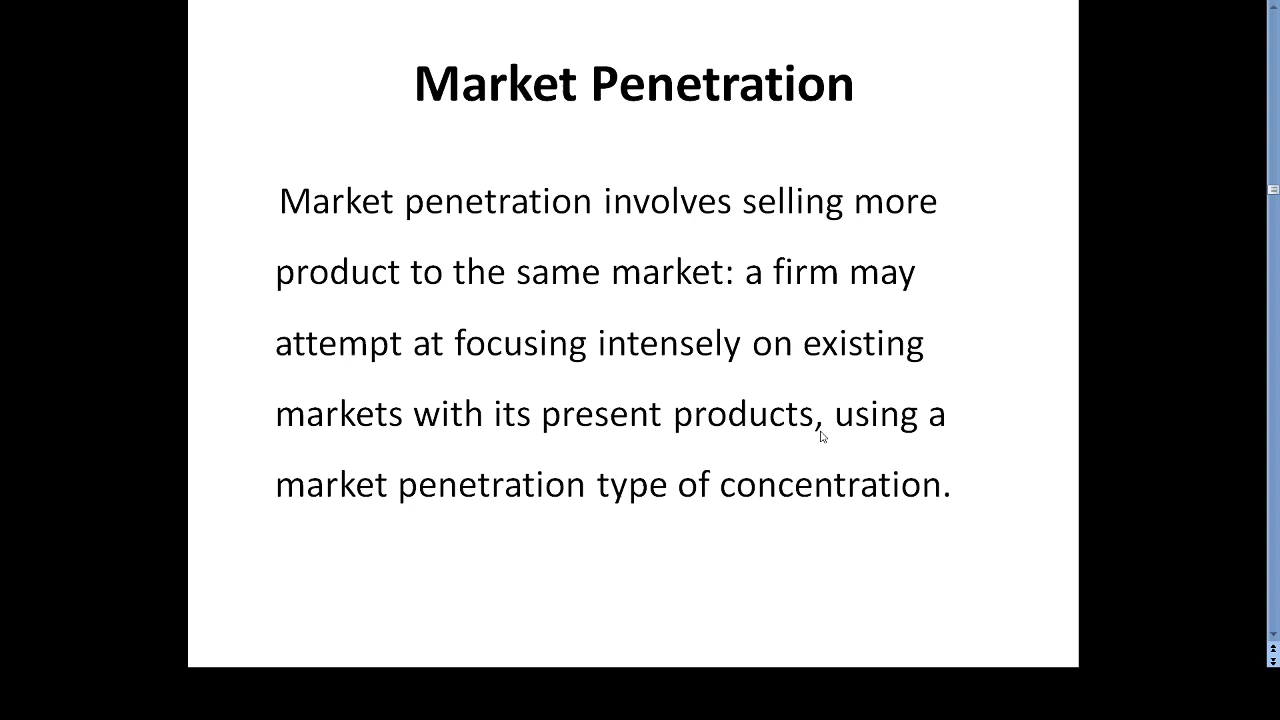 Market Penetration
Market penetration involves selling more
product to the same market: a firm may
attempt at focusing intensely on existing
markets with its present products, using a
market penetration type of concentration.